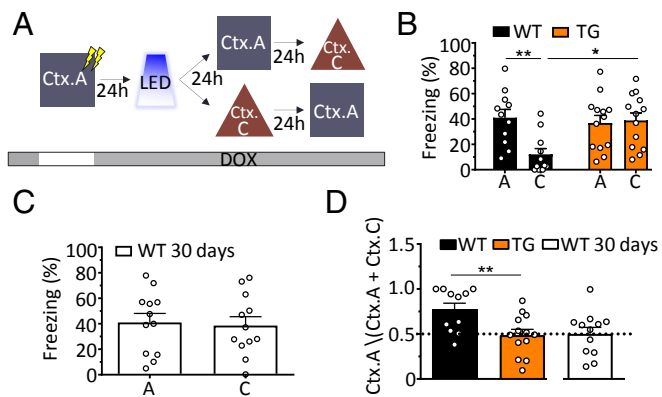 A
Ctx.A
24h
LED
24h
Ctx.A
24h
Ctx.
C
Ctx.
C
24h
Ctx.A
DOX
B
WT TG
Freezing (%)
100
80
60
40
20
0
**
*
A C A C
C
WT 30 days
Freezing (%)
100
80
60
40
20
0
A C
D
WT TG WT 30 days
Ctx.A \(Ctx.A + Ctx.C)
1.5
1.0
0.5
0.0
**